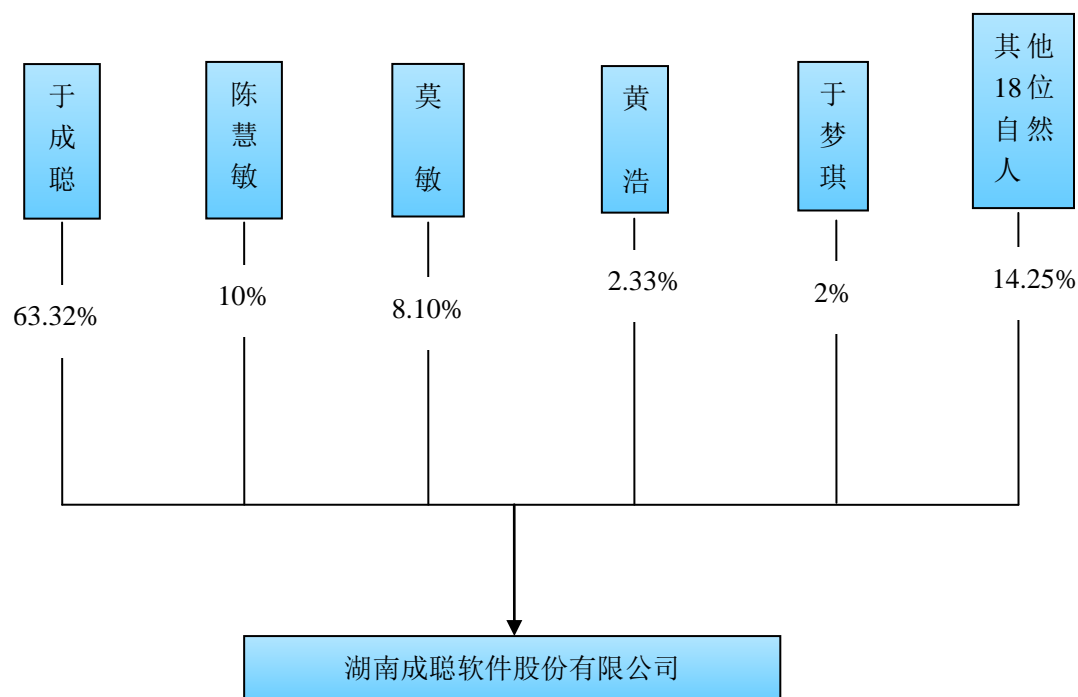 于成聪
陈慧敏
莫敏
黄浩
于梦琪
其他
18位
自然
人
63.32%
10%
8.10%
2.33%
2%
14.25%
湖南成聪软件股份有限公司